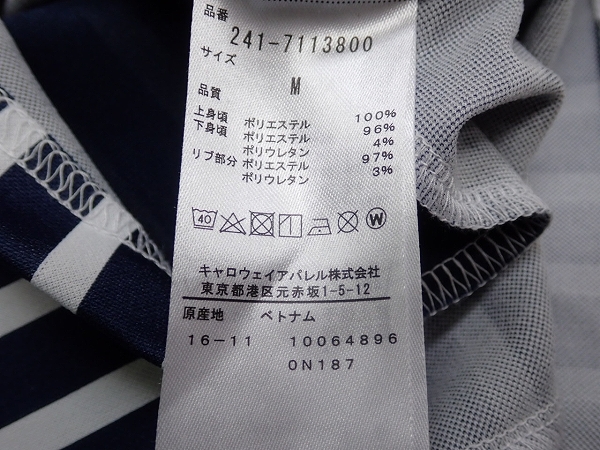 品番
241-7113800
サイズ
M
品質
上身頃 ポリエステル 100%
下身頃 ポリエステル 96%
ポリウレタン 4%
リブ部分 ポリエステル 97%
ポリウレタン 3%
40 W
キャロウェイアパレル株式会社
東京都港区元赤坂1-5-12
原産地 ベトナム
16-11 10064896
0N187